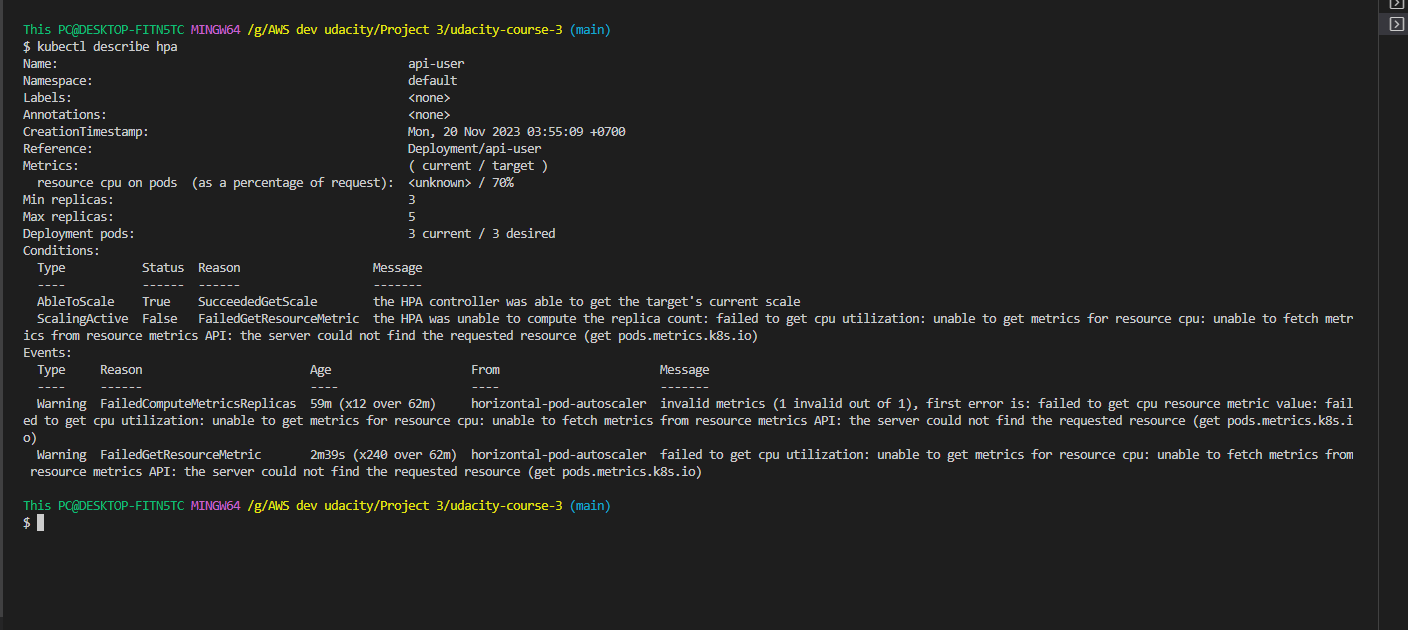 This PC@DESKTOP-FITN5TC MINGW64 /g/AWS dev udacity/Project 3/udacity-course-3 (main)
$ kubectl describe hpa
Name:                                                  api-user
Namespace:                                             default
Labels:                                                <none>
Annotations:                                           <none>
CreationTimestamp:                                     Mon, 20 Nov 2023 03:55:09 +0700
Reference:                                             Deployment/api-user
Metrics:                                               ( current / target )
  resource cpu on pods  (as a percentage of request):  <unknown> / 70%
Min replicas:                                          3
Max replicas:                                          5
Deployment pods:                                       3 current / 3 desired
Conditions:
  Type           Status  Reason                   Message
  ----           ------  ------                   -------
  AbleToScale    True    SucceededGetScale        the HPA controller was able to get the target's current scale
  ScalingActive  False   FailedGetResourceMetric  the HPA was unable to compute the replica count: failed to get cpu utilization: unable to get metrics for resource cpu: unable to fetch metr
ics from resource metrics API: the server could not find the requested resource (get pods.metrics.k8s.io)
Events:
  Type     Reason                        Age                    From                       Message
  ----     ------                        ----                   ----                       -------
  Warning  FailedComputeMetricsReplicas  59m (x12 over 62m)     horizontal-pod-autoscaler  invalid metrics (1 invalid out of 1), first error is: failed to get cpu resource metric value: fail
ed to get cpu utilization: unable to get metrics for resource cpu: unable to fetch metrics from resource metrics API: the server could not find the requested resource (get pods.metrics.k8s.i
o)
  Warning  FailedGetResourceMetric       2m39s (x240 over 62m)  horizontal-pod-autoscaler  failed to get cpu utilization: unable to get metrics for resource cpu: unable to fetch metrics from
 resource metrics API: the server could not find the requested resource (get pods.metrics.k8s.io)
This PC@DESKTOP-FITN5TC MINGW64 /g/AWS dev udacity/Project 3/udacity-course-3 (main)
$